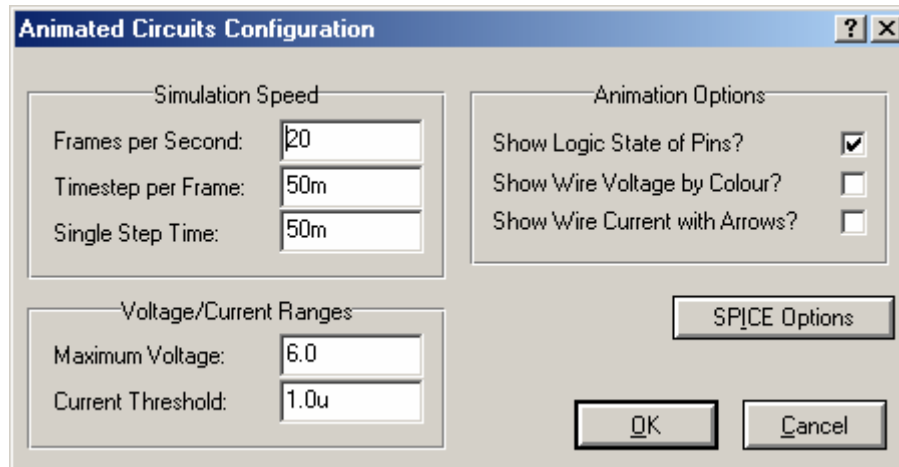 Animated Circuits Configuration
Simulation Speed
Frames per Second: 20
Timestep per Frame: 50m
Single Step Time: 50m
Voltage/Current Ranges
Maximum Voltage: 6.0
Current Threshold: 1.0u
Animation Options
Show Logic State of Pins?
Show Wire Voltage by Colour?
Show Wire Current with Arrows?
SPICE Options
OK
Cancel